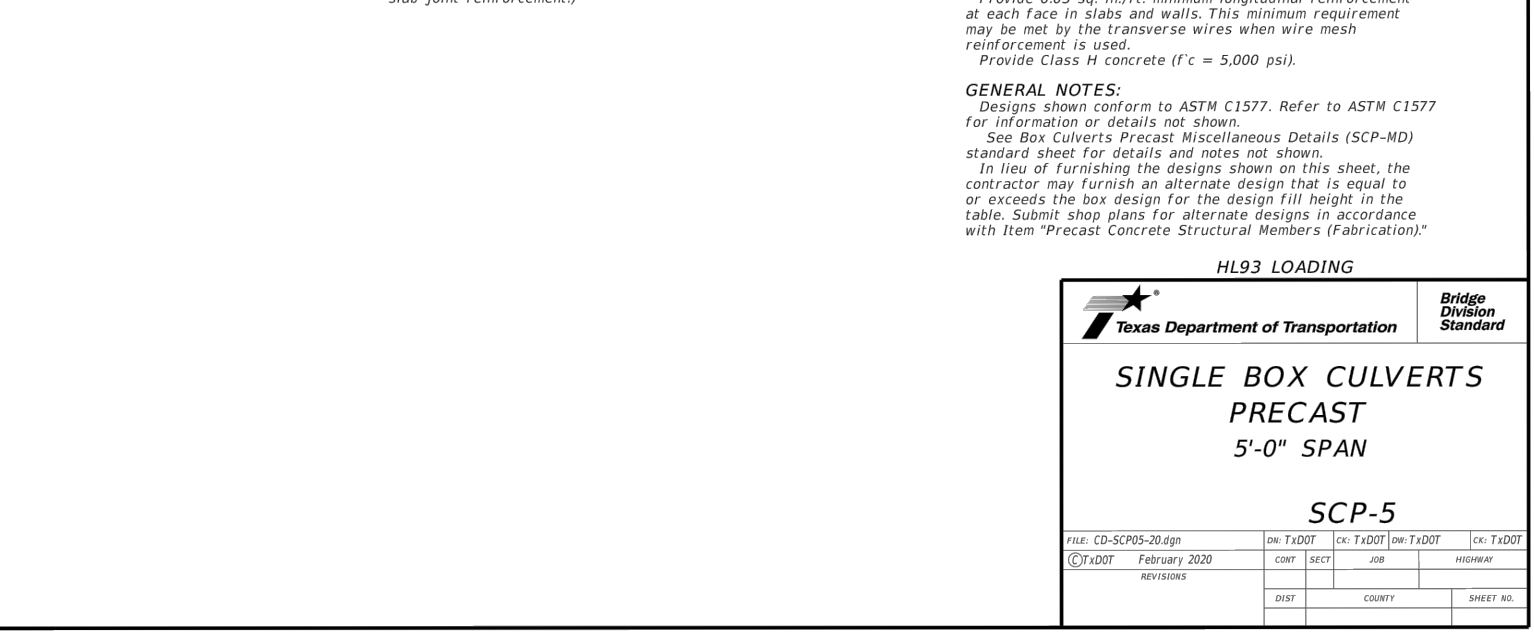 slab joint reinforcement.)
Provide 0.03 sq. in./ft. minimum longitudinal reinforcement
at each face in slabs and walls. This minimum requirement
may be met by the transverse wires when wire mesh
reinforcement is used.
Provide Class H concrete (f`c = 5,000 psi).
GENERAL NOTES:
Designs shown conform to ASTM C1577. Refer to ASTM C1577
for information or details not shown.
See Box Culverts Precast Miscellaneous Details (SCP-MD)
standard sheet for details and notes not shown.
In lieu of furnishing the designs shown on this sheet, the
contractor may furnish an alternate design that is equal to
or exceeds the box design for the design fill height in the
table. Submit shop plans for alternate designs in accordance
with Item "Precast Concrete Structural Members (Fabrication)."
HL93 LOADING
® Texas Department of Transportation
Bridge
Division
Standard
SINGLE BOX CULVERTS
PRECAST
5'-0" SPAN
SCP-5
FILE: CD-SCP05-20.dgn DN: TxDOT CK: TxDOT DW: TxDOT CK: TxDOT
©TxDOT February 2020 CONT SECT JOB HIGHWAY
REVISIONS
DIST COUNTY SHEET NO.